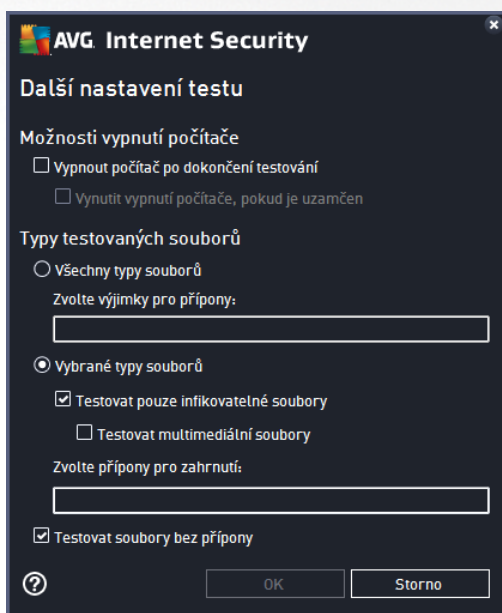 AVG. Internet Security
Další nastavení testu
Možnosti vypnutí počítače
Vypnout počítač po dokončení testování
Vynutit vypnutí počítače, pokud je uzamčen
Typy testovaných souborů
Všechny typy souborů
Zvolte výjimky pro přípony:
Vybrané typy souborů
Testovat pouze infikovatelné soubory
Testovat multimediální soubory
Zvolte přípony pro zahrnutí:
Testovat soubory bez přípony
? OK Storno